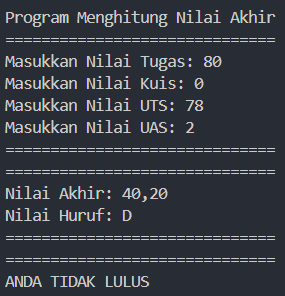 Program Menghitung Nilai Akhir
==============================
Masukkan Nilai Tugas: 80
Masukkan Nilai Kuis: 0
Masukkan Nilai UTS: 78
Masukkan Nilai UAS: 2
==============================
==============================
Nilai Akhir: 40,20
Nilai Huruf: D
==============================
==============================
ANDA TIDAK LULUS